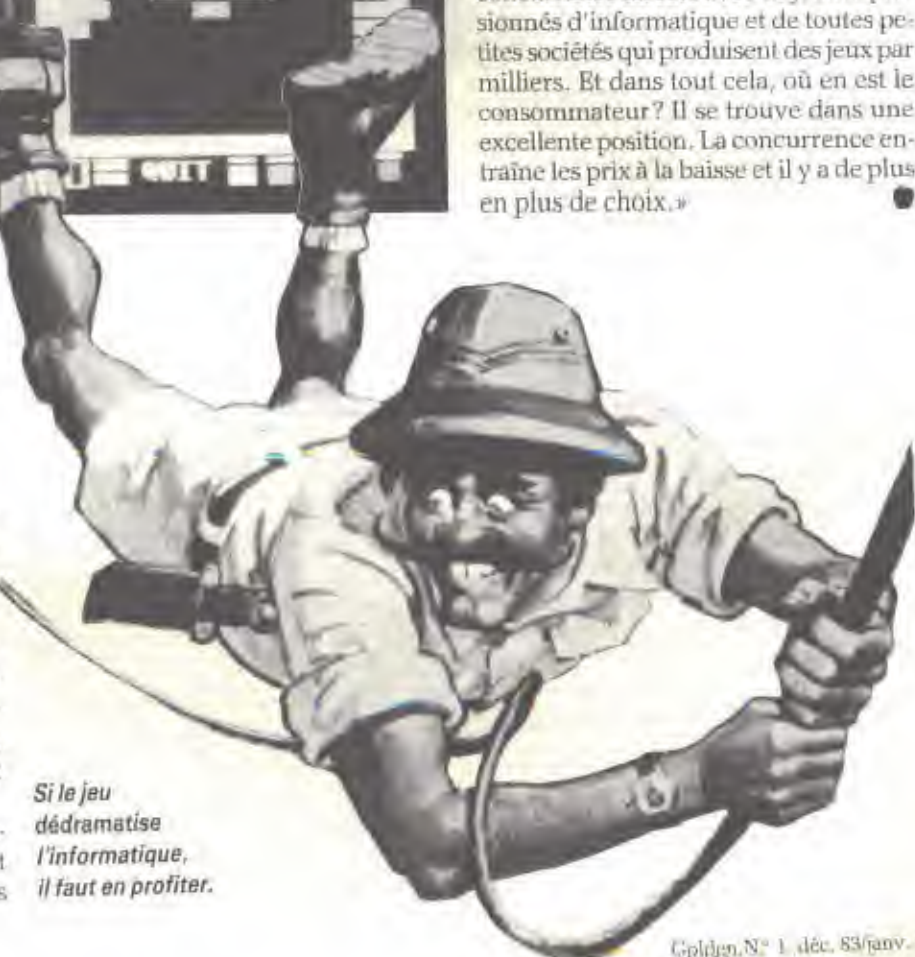 QUIT
sionnés d'informatique et de toutes pe-
tites sociétés qui produisent des jeux par
milliers. Et dans tout cela, où en est le
consommateur? Il se trouve dans une
excellente position. La concurrence en-
traîne les prix à la baisse et il y a de plus
en plus de choix.»
Si le jeu
dédramatise
l'informatique,
il faut en profiter.
Golden N° 1 déc. 83/janv.